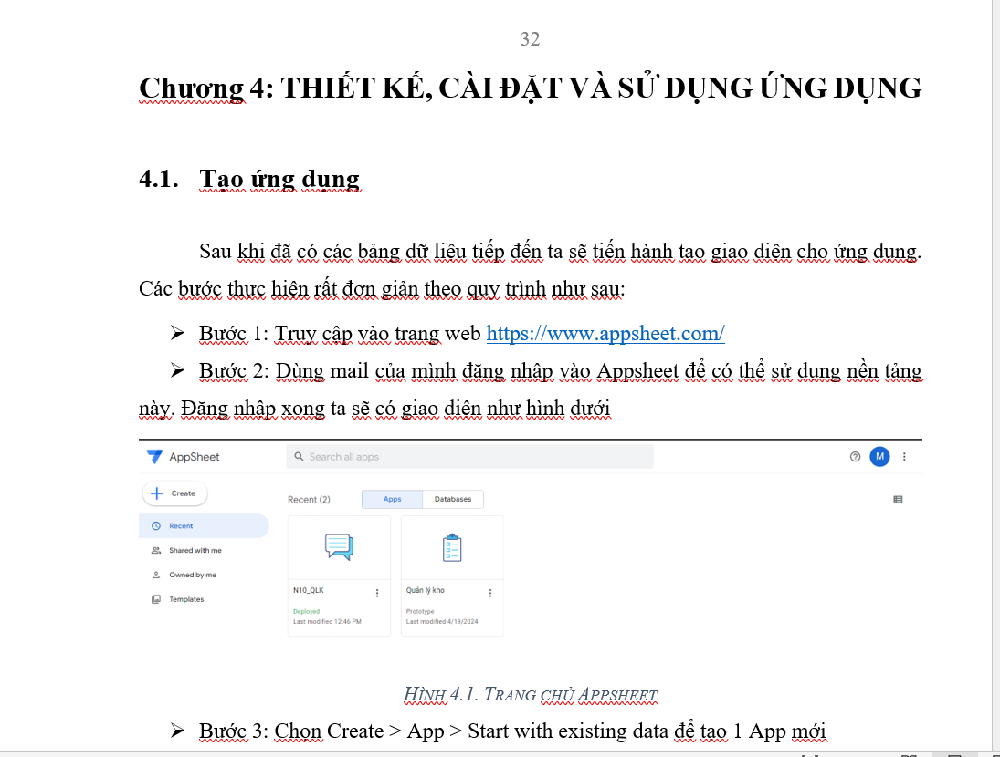 32
Chương 4: THIẾT KẾ, CÀI ĐẶT VÀ SỬ DỤNG ỨNG DỤNG
4.1. Tạo ứng dụng
Sau khi đã có các bảng dữ liệu tiếp đến ta sẽ tiến hành tạo giao diện cho ứng dụng.
Các bước thực hiện rất đơn giản theo quy trình như sau:
➢ Bước 1: Truy cập vào trang web https://www.appsheet.com/
➢ Bước 2: Dùng mail của mình đăng nhập vào Appsheet để có thể sử dụng nền tảng
này. Đăng nhập xong ta sẽ có giao diện như hình dưới
AppSheet
Search all apps
M
Create
Recent (2)
Apps
Databases
Recent
Shared with me
Owned by me
Templates
N10_QLK
Deployed
Last modified 12:46 PM
Quản lý kho
Prototype
Last modified 4/19/2024
HÌNH 4.1. TRANG CHỦ APPSHEET
➢ Bước 3: Chọn Create > App > Start with existing data để tạo 1 App mới